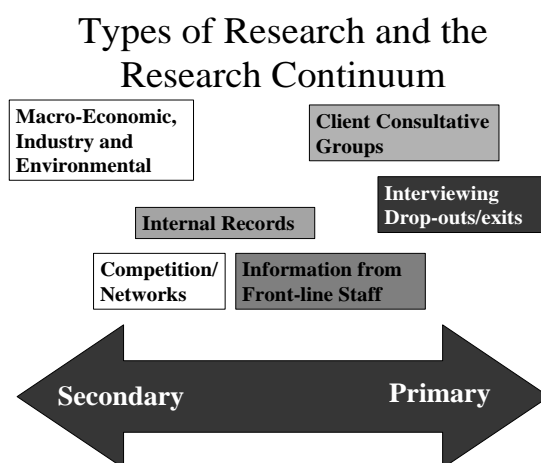 Types of Research and the
Research Continuum
Macro-Economic,
Industry and
Environmental
Client Consultative
Groups
Interviewing
Drop-outs/exits
Internal Records
Competition/
Networks
Information from
Front-line Staff
Secondary
Primary